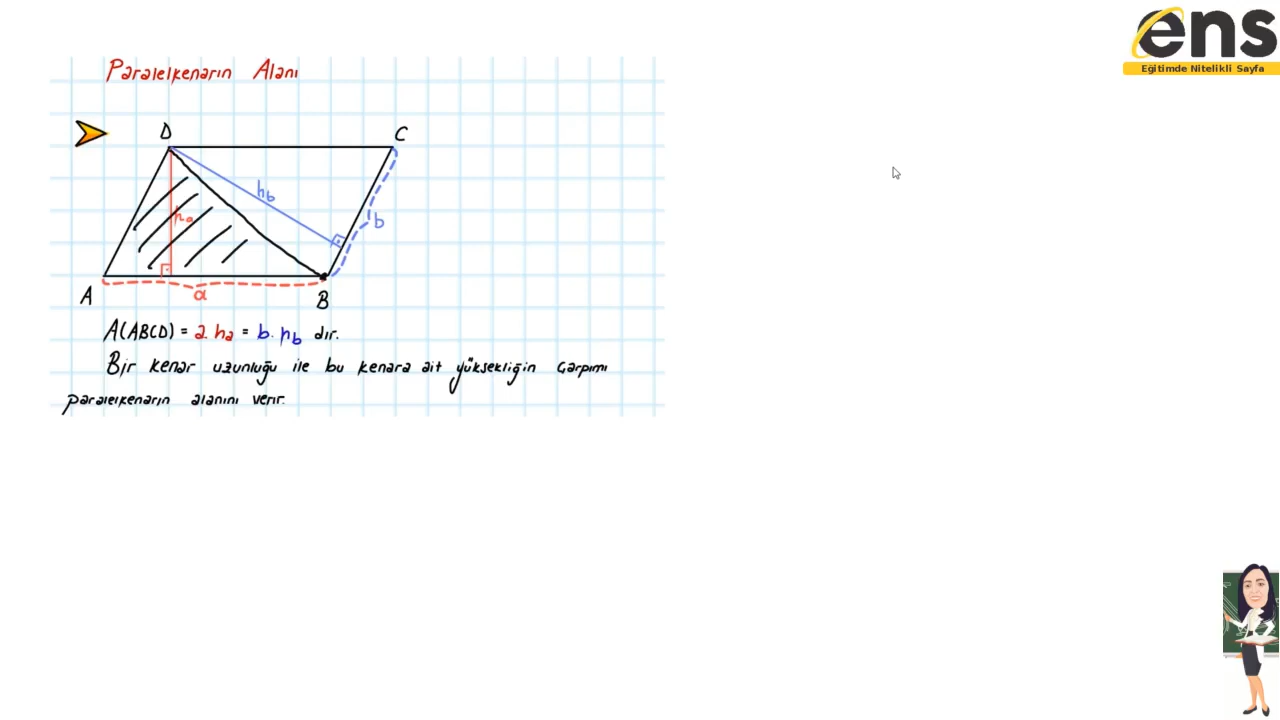 ens
Eğitimde Nitelikli Sayfa
Paralelkenarın Alanı
D
C
hb
ha
b
A
a
B
A(ABCD) = a.ha = b.hb dır.
Bir kenar uzunluğu ile bu kenara ait yüksekliğin çarpımı
paralelkenarın alanını verir.